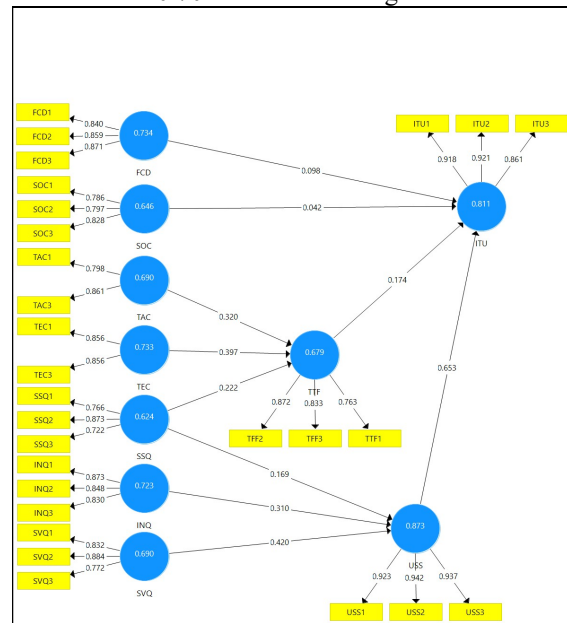 FCD1
FCD2
FCD3
0.840
0.859
0.871
0.734
FCD
SOC1
SOC2
SOC3
0.786
0.797
0.828
0.646
SOC
TAC1
TAC3
0.798
0.861
0.690
TAC
TEC1
TEC3
0.856
0.856
0.733
TEC
SSQ1
SSQ2
SSQ3
0.766
0.873
0.722
0.624
SSQ
INQ1
INQ2
INQ3
0.873
0.848
0.830
0.723
INQ
SVQ1
SVQ2
SVQ3
0.832
0.884
0.772
0.690
SVQ
0.098
0.042
0.320
0.397
0.222
0.169
0.310
0.420
0.174
0.653
0.679
TTF
0.872
0.833
0.763
TFF2
TFF3
TTF1
ITU1
ITU2
ITU3
0.918
0.921
0.861
0.811
ITU
0.873
USS
0.923
0.942
0.937
USS1
USS2
USS3